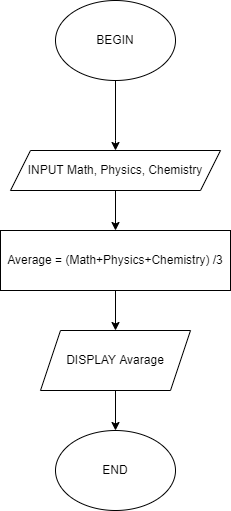 BEGIN
INPUT Math, Physics, Chemistry
Average = (Math+Physics+Chemistry) /3
DISPLAY Avarage
END